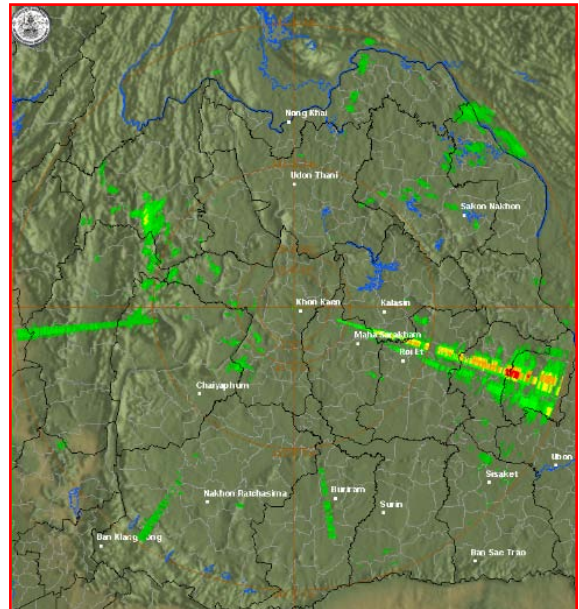 Nong Khai
Udon Thani
Sakon Nakhon
Khon Kaen
Kalasin
Maha Sarakham
Roi Et
Chaiyaphum
Ubon
Sisaket
Nakhon Ratchasima
Buriram
Surin
Ban Sae Trao